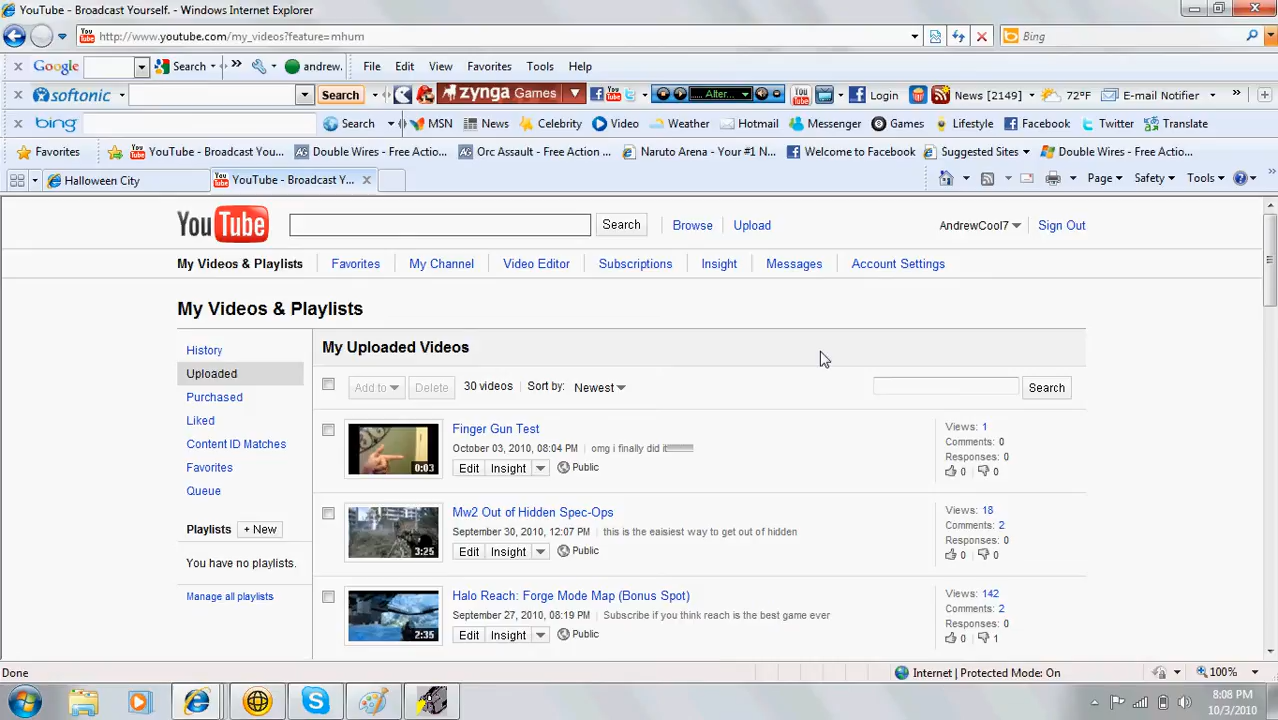 YouTube - Broadcast Yourself. - Windows Internet Explorer
http://www.youtube.com/my_videos?feature=mhum
Bing
Google
Search
andrew.
File Edit View Favorites Tools Help
softonic
Search
zynga Games
Alter...
Login
News [2149]
72°F
E-mail Notifier
bing
Search
MSN News Celebrity Video Weather Hotmail Messenger Games Lifestyle Facebook Twitter Translate
Favorites
YouTube - Broadcast You... Double Wires - Free Actio... Orc Assault - Free Action ... Naruto Arena - Your #1 N... Welcome to Facebook Suggested Sites Double Wires - Free Actio...
Halloween City
YouTube - Broadcast Y...
Page Safety Tools
YouTube
Search
Browse Upload
AndrewCool7 Sign Out
My Videos & Playlists Favorites My Channel Video Editor Subscriptions Insight Messages Account Settings
My Videos & Playlists
History
Uploaded
Purchased
Liked
Content ID Matches
Favorites
Queue
Playlists + New
You have no playlists.
Manage all playlists
My Uploaded Videos
Add to Delete 30 videos Sort by: Newest Search
Finger Gun Test
October 03, 2010, 08:04 PM omg i finally did it
0:03
Edit Insight Public
Views: 1
Comments: 0
Responses: 0
0 0
Mw2 Out of Hidden Spec-Ops
September 30, 2010, 12:07 PM this is the eaisiest way to get out of hidden
3:25
Edit Insight Public
Views: 18
Comments: 2
Responses: 0
0 0
Halo Reach: Forge Mode Map (Bonus Spot)
September 27, 2010, 08:19 PM Subscribe if you think reach is the best game ever
2:35
Edit Insight Public
Views: 142
Comments: 2
Responses: 0
0 1
Done
Internet | Protected Mode: On
100%
8:08 PM
10/3/2010